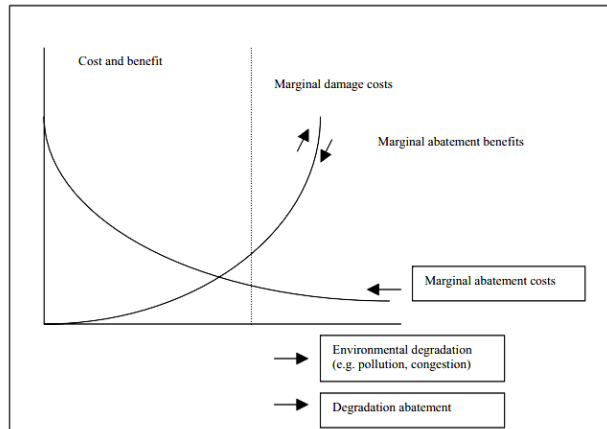 Cost and benefit
Marginal damage costs
Marginal abatement benefits
Marginal abatement costs
Environmental degradation
(e.g. pollution, congestion)
Degradation abatement